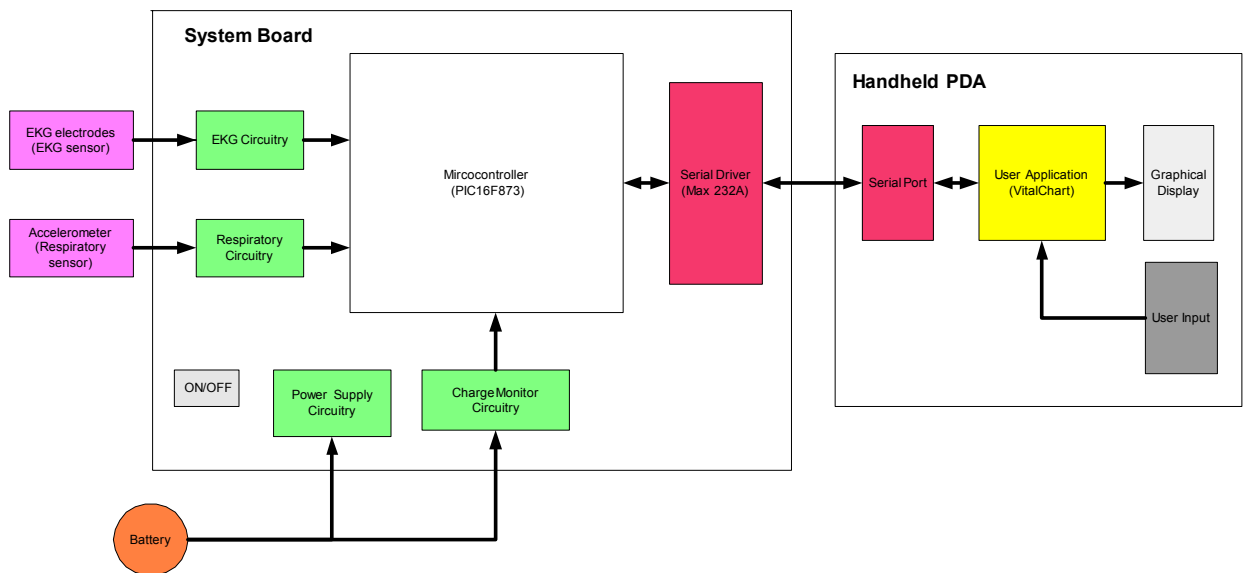 System Board
EKG electrodes
(EKG sensor)
EKG Circuitry
Mircocontroller
(PIC16F873)
Serial Driver
(Max 232A)
Accelerometer
(Respiratory
sensor)
Respiratory
Circuitry
ON/OFF
Power Supply
Circuitry
Charge Monitor
Circuitry
Battery
Handheld PDA
Serial Port
User Application
(VitalChart)
Graphical
Display
User Input